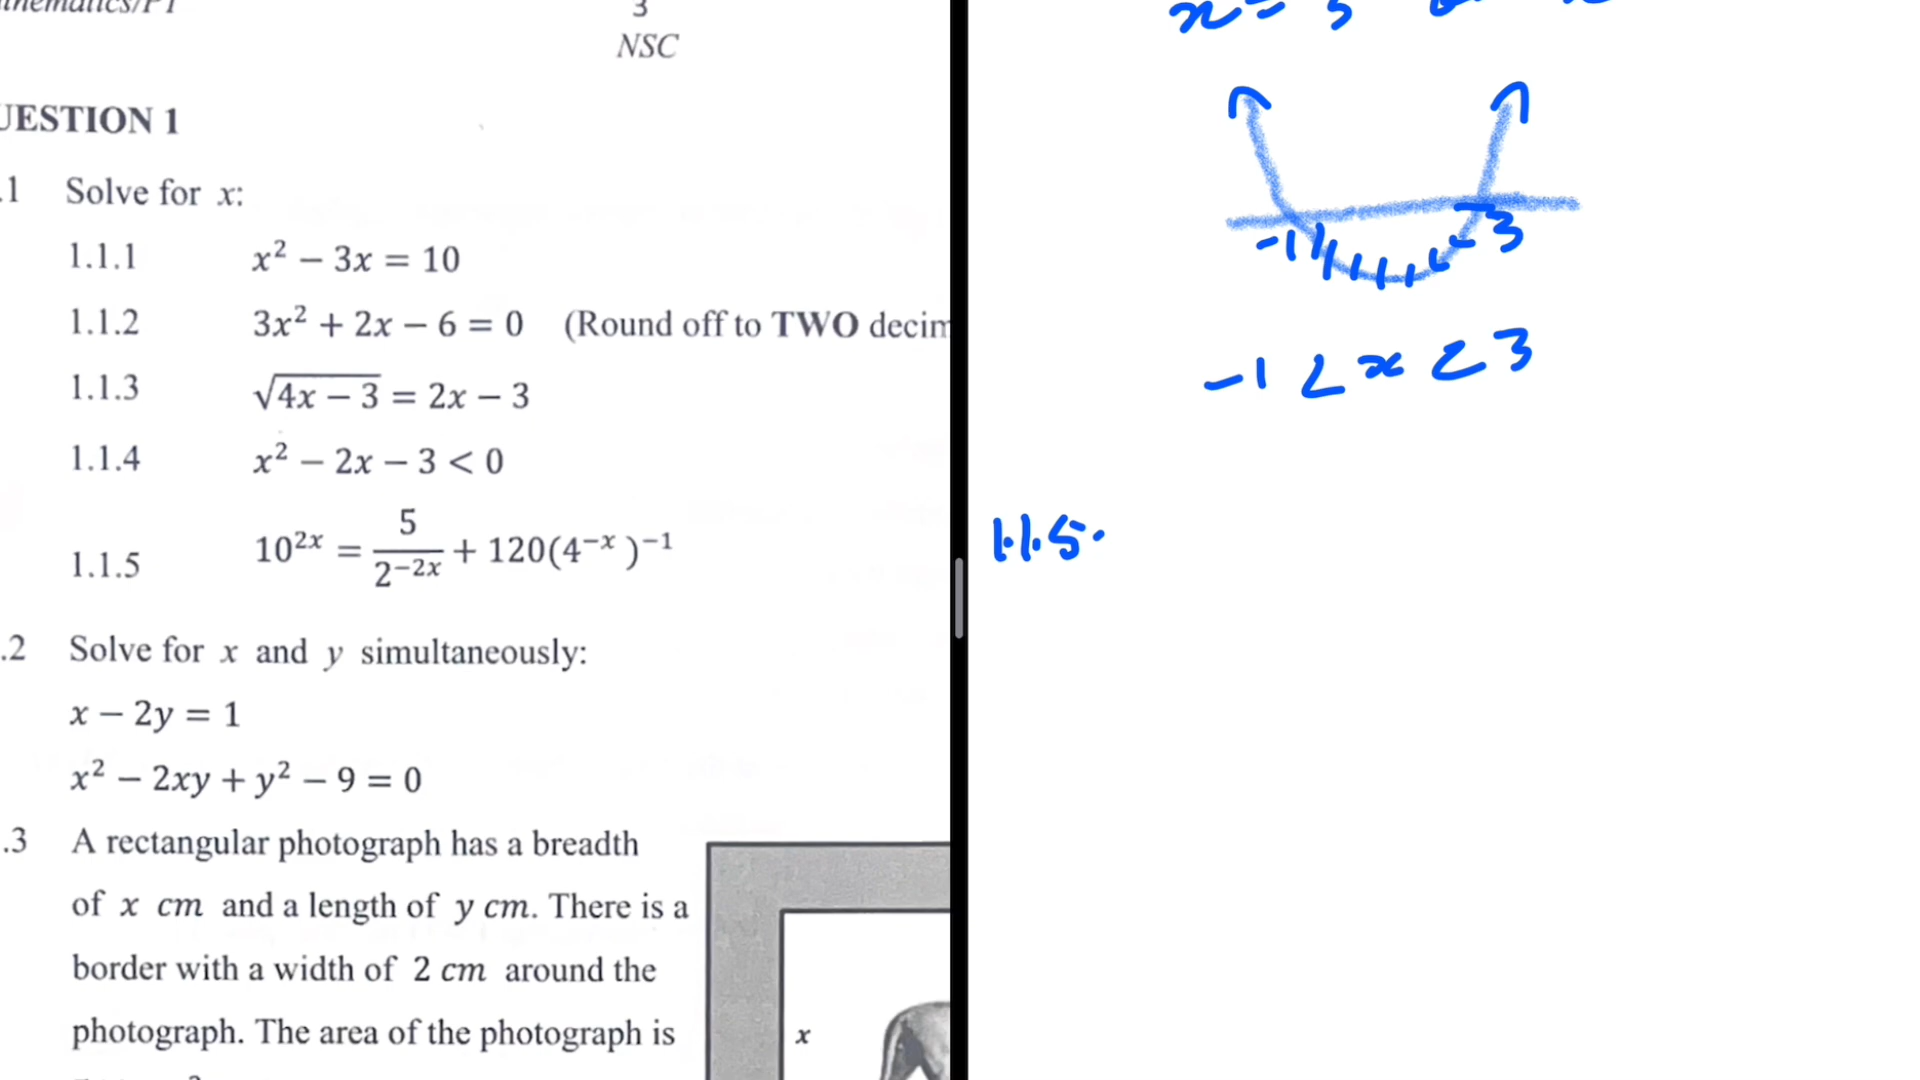 3
NSC
UESTION 1
.1 Solve for x:
1.1.1 x² − 3x = 10
1.1.2 3x² + 2x − 6 = 0 (Round off to TWO decim
1.1.3 √(4x − 3) = 2x − 3
1.1.4 x² − 2x − 3 < 0
1.1.5 10²ˣ = 5/2⁻²ˣ + 120(4⁻ˣ)⁻¹
.2 Solve for x and y simultaneously:
x − 2y = 1
x² − 2xy + y² − 9 = 0
.3 A rectangular photograph has a breadth
of x cm and a length of y cm. There is a
border with a width of 2 cm around the
photograph. The area of the photograph is
x
-1 3
-1 < x < 3
1.1.5.